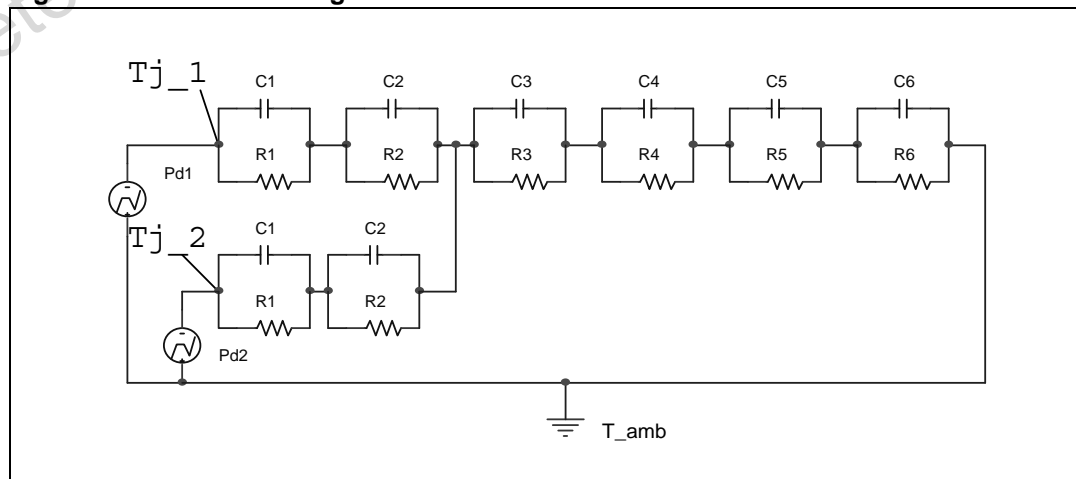 Tj_1
C1 C2 C3 C4 C5 C6
R1 R2 R3 R4 R5 R6
Pd1
Tj_2
C1 C2
R1 R2
Pd2
T_amb